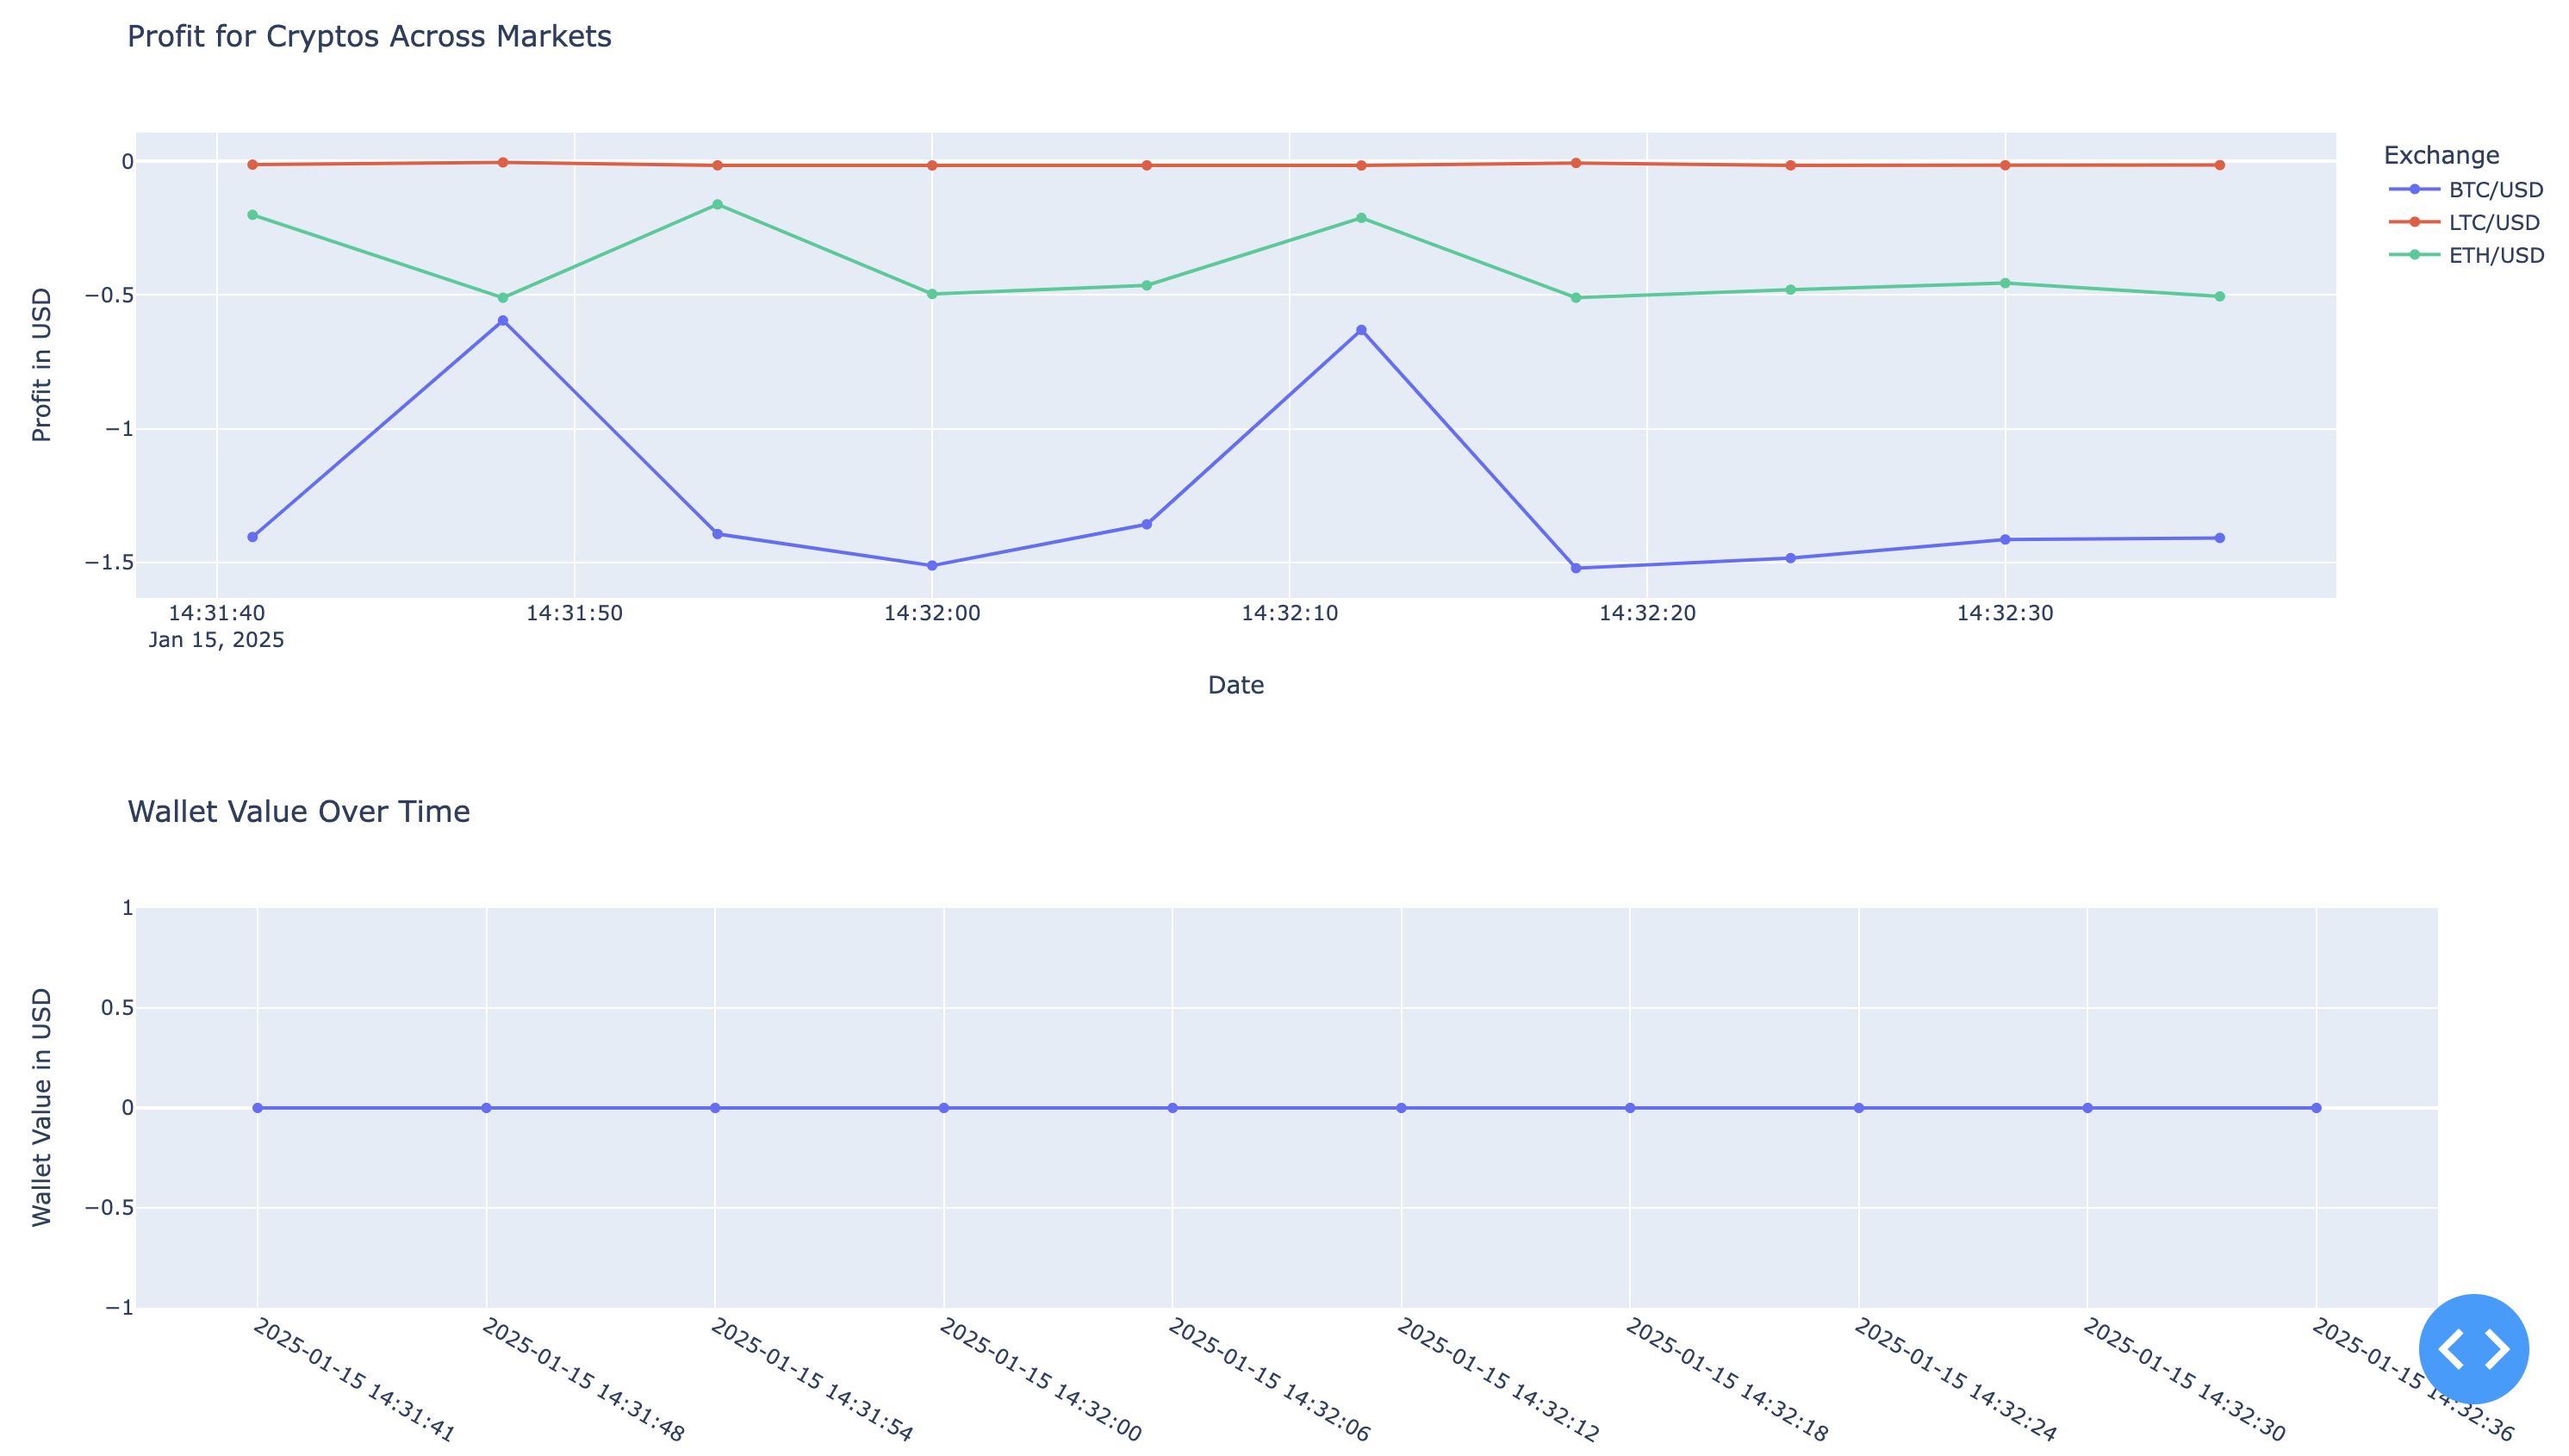 Profit for Cryptos Across Markets
0
−0.5
−1
−1.5
Profit in USD
14:31:40
Jan 15, 2025
14:31:50
14:32:00
14:32:10
14:32:20
14:32:30
Date
Exchange
BTC/USD
LTC/USD
ETH/USD
Wallet Value Over Time
1
0.5
0
−0.5
−1
Wallet Value in USD
2025-01-15 14:31:41
2025-01-15 14:31:48
2025-01-15 14:31:54
2025-01-15 14:32:00
2025-01-15 14:32:06
2025-01-15 14:32:12
2025-01-15 14:32:18
2025-01-15 14:32:24
2025-01-15 14:32:30
2025-01-15 14:32:36